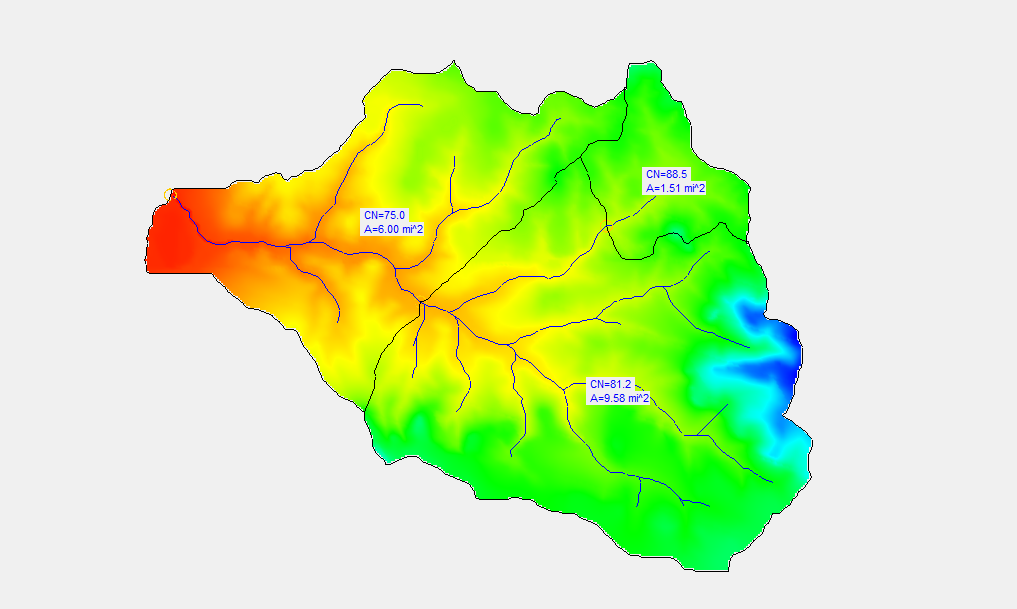 CN=88.5
A=1.51 mi^2
CN=75.0
A=6.00 mi^2
CN=81.2
A=9.58 mi^2